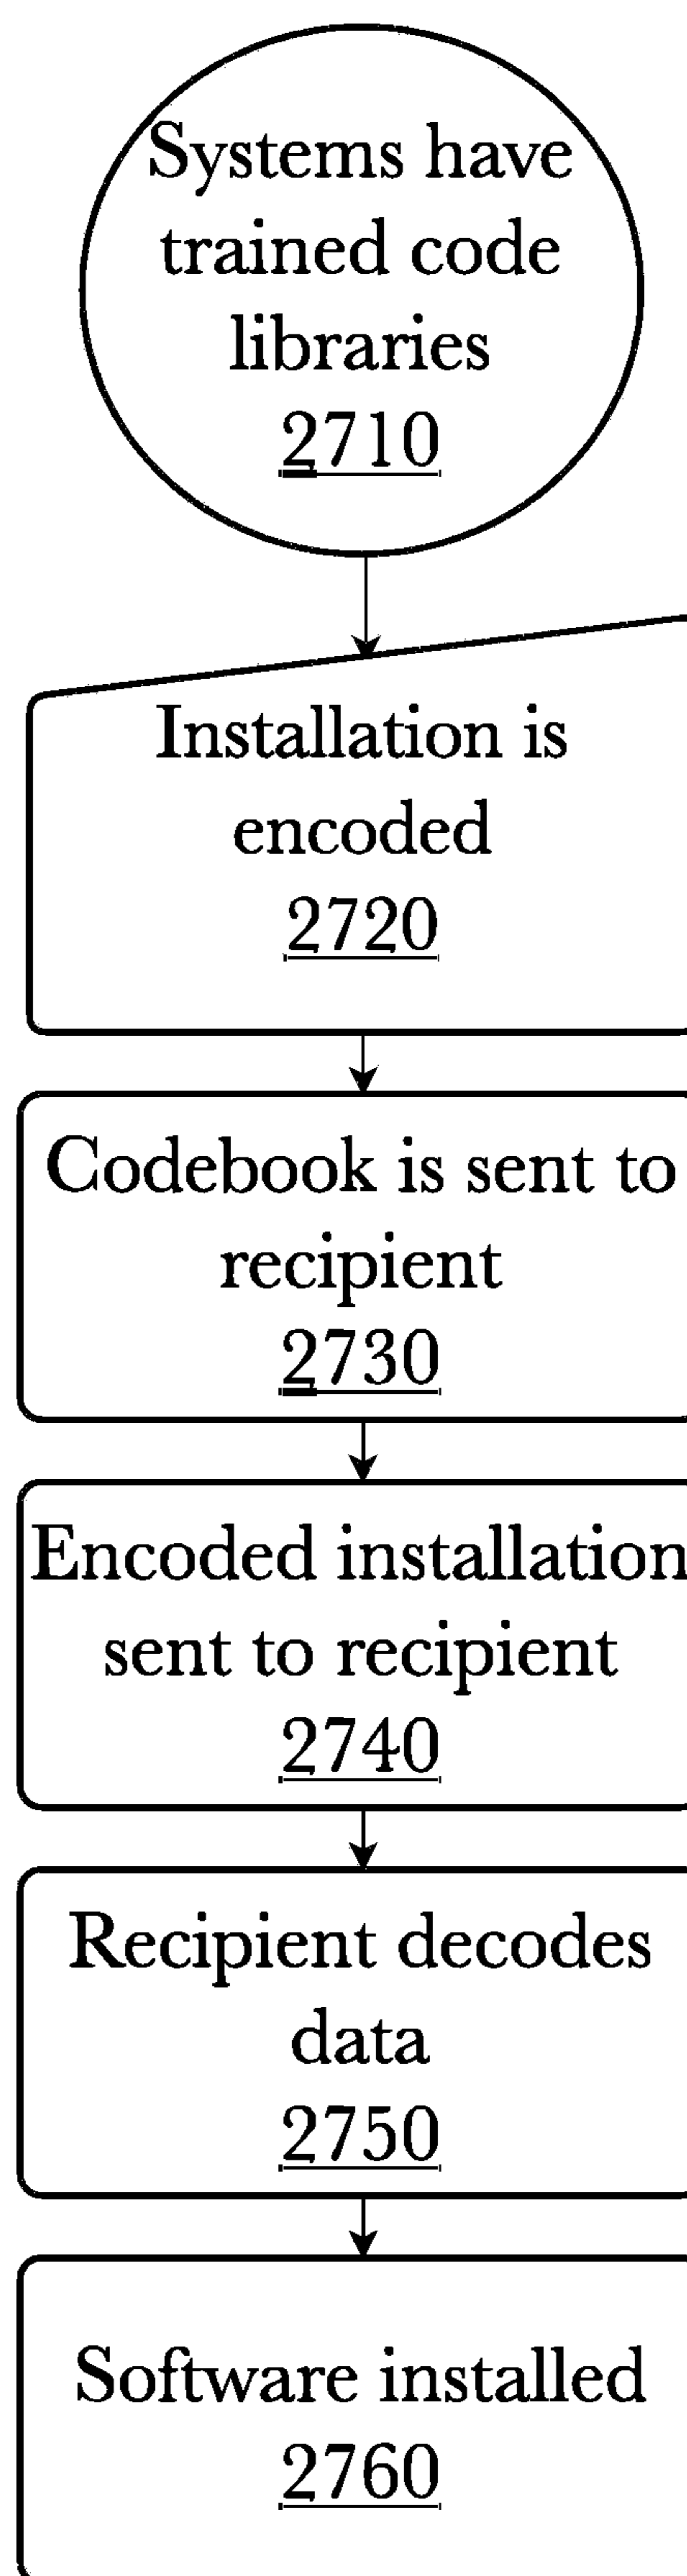 Systems have
trained code
libraries
2710
Installation is
encoded
2720
Codebook is sent to
recipient
2730
Encoded installation
sent to recipient
2740
Recipient decodes
data
2750
Software installed
2760